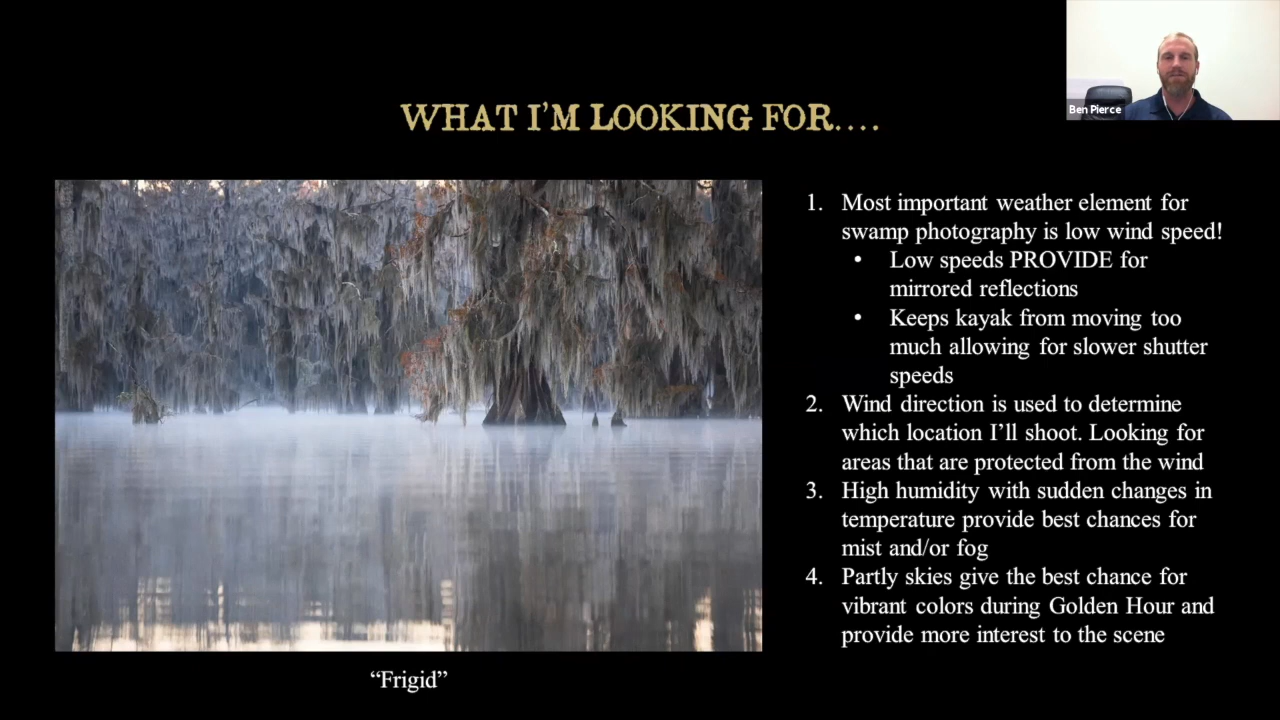 Ben Pierce
WHAT I'M LOOKING FOR....
1. Most important weather element for
swamp photography is low wind speed!
• Low speeds PROVIDE for
mirrored reflections
• Keeps kayak from moving too
much allowing for slower shutter
speeds
2. Wind direction is used to determine
which location I'll shoot. Looking for
areas that are protected from the wind
3. High humidity with sudden changes in
temperature provide best chances for
mist and/or fog
4. Partly skies give the best chance for
vibrant colors during Golden Hour and
provide more interest to the scene
“Frigid”